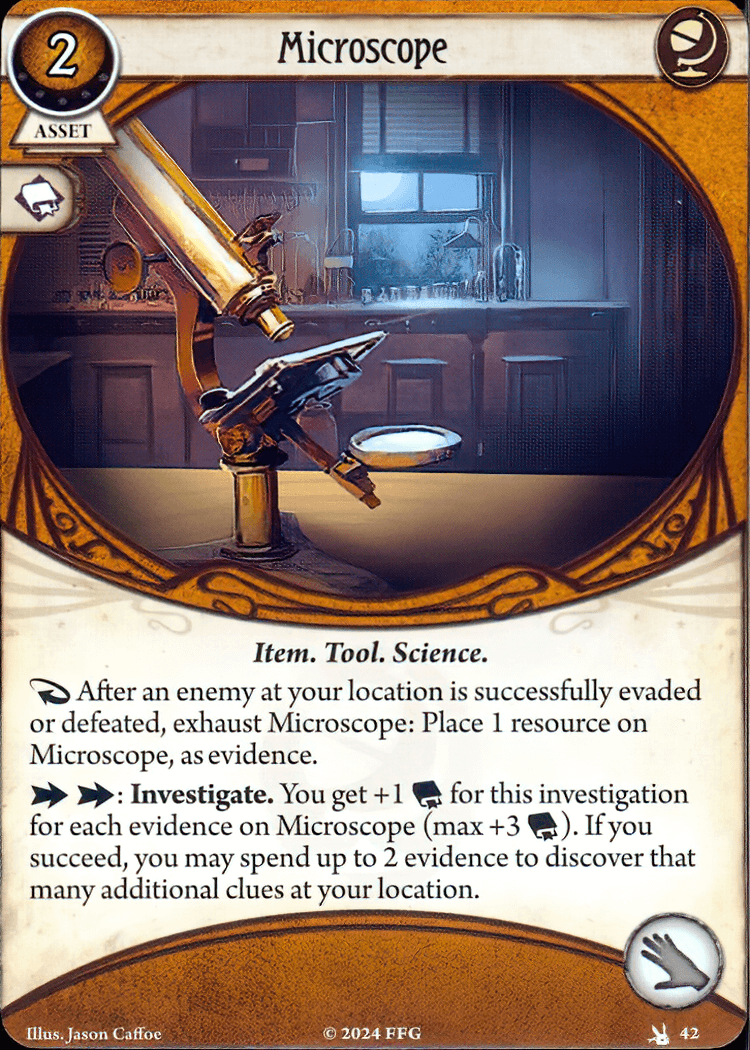 2
Microscope
ASSET
Item. Tool. Science.
After an enemy at your location is successfully evaded
or defeated, exhaust Microscope: Place 1 resource on
Microscope, as evidence.
: Investigate. You get +1 for this investigation
for each evidence on Microscope (max +3 ). If you
succeed, you may spend up to 2 evidence to discover that
many additional clues at your location.
Illus. Jason Caffoe © 2024 FFG 42